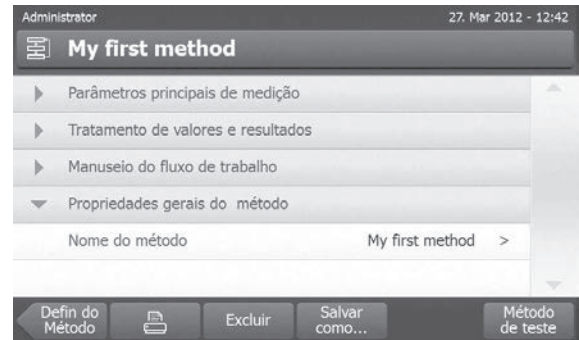 Administrator 27. Mar 2012 - 12:42
My first method
Parâmetros principais de medição
Tratamento de valores e resultados
Manuseio do fluxo de trabalho
Propriedades gerais do método
Nome do método My first method >
Defin do
Método
Excluir
Salvar
como...
Método
de teste